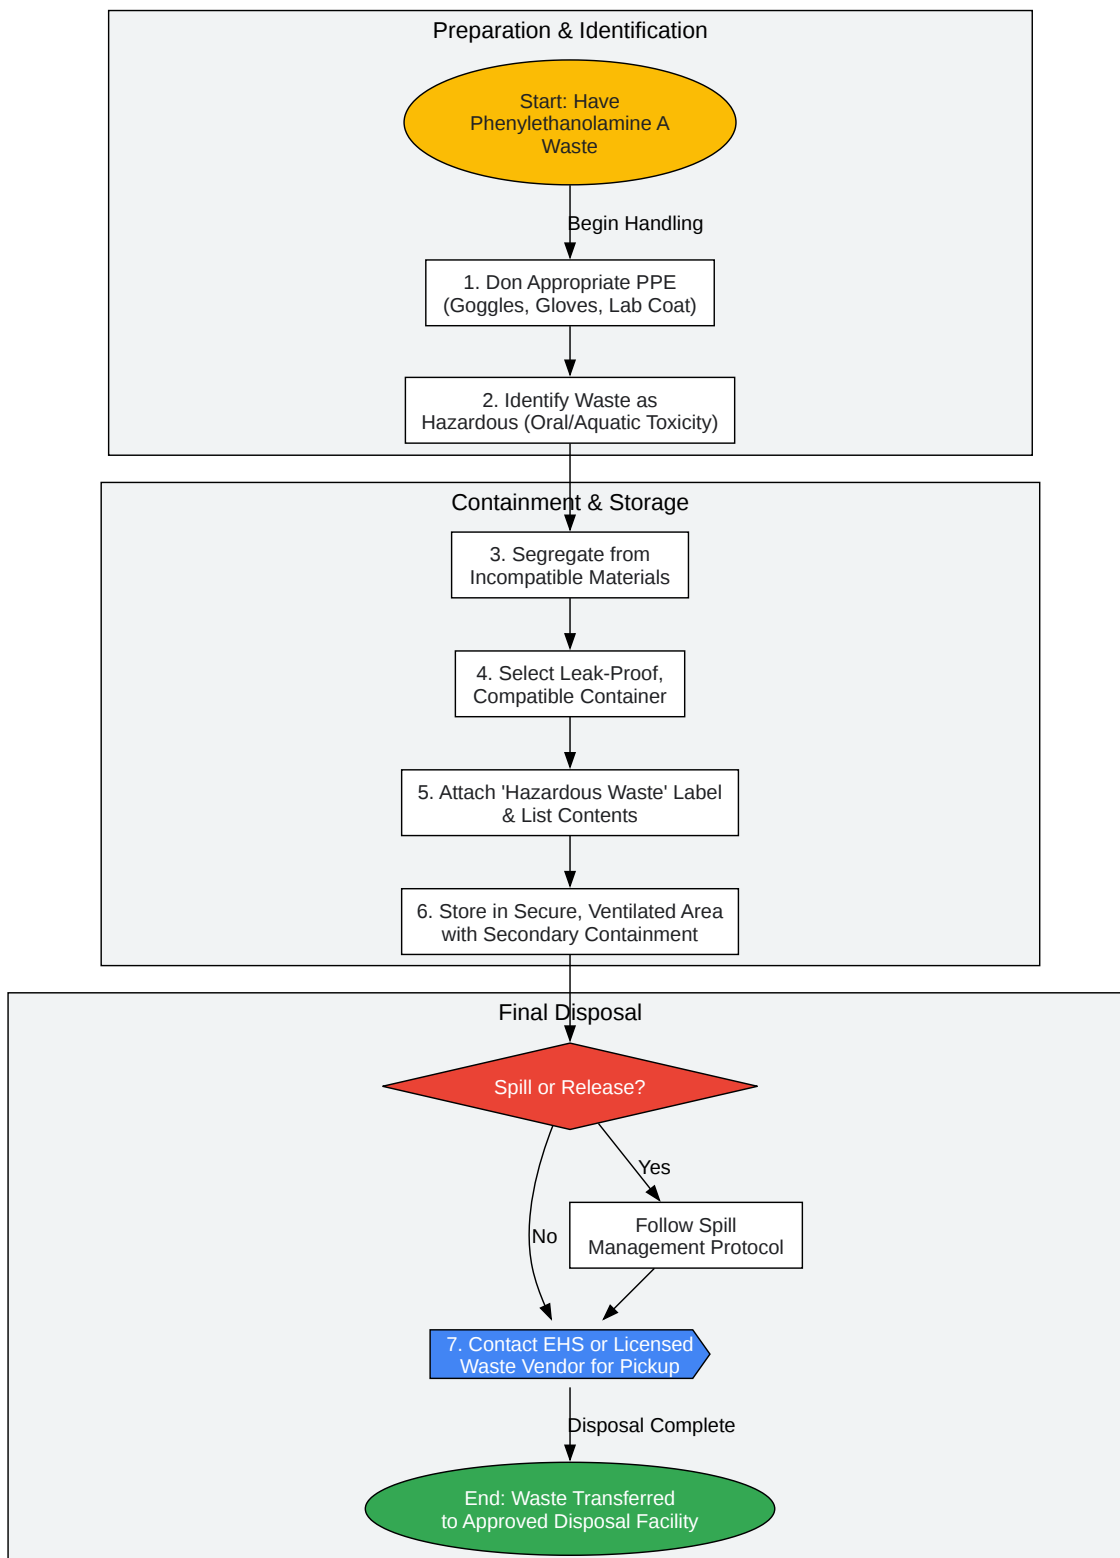 Preparation & Identification
Start: Have
Phenylethanolamine A
Waste
Begin Handling
1. Don Appropriate PPE
(Goggles, Gloves, Lab Coat)
2. Identify Waste as
Hazardous (Oral/Aquatic Toxicity)
Containment & Storage
3. Segregate from
Incompatible Materials
4. Select Leak-Proof,
Compatible Container
5. Attach 'Hazardous Waste' Label
& List Contents
6. Store in Secure, Ventilated Area
with Secondary Containment
Final Disposal
Spill or Release?
Yes
No
Follow Spill
Management Protocol
7. Contact EHS or Licensed
Waste Vendor for Pickup
Disposal Complete
End: Waste Transferred
to Approved Disposal Facility